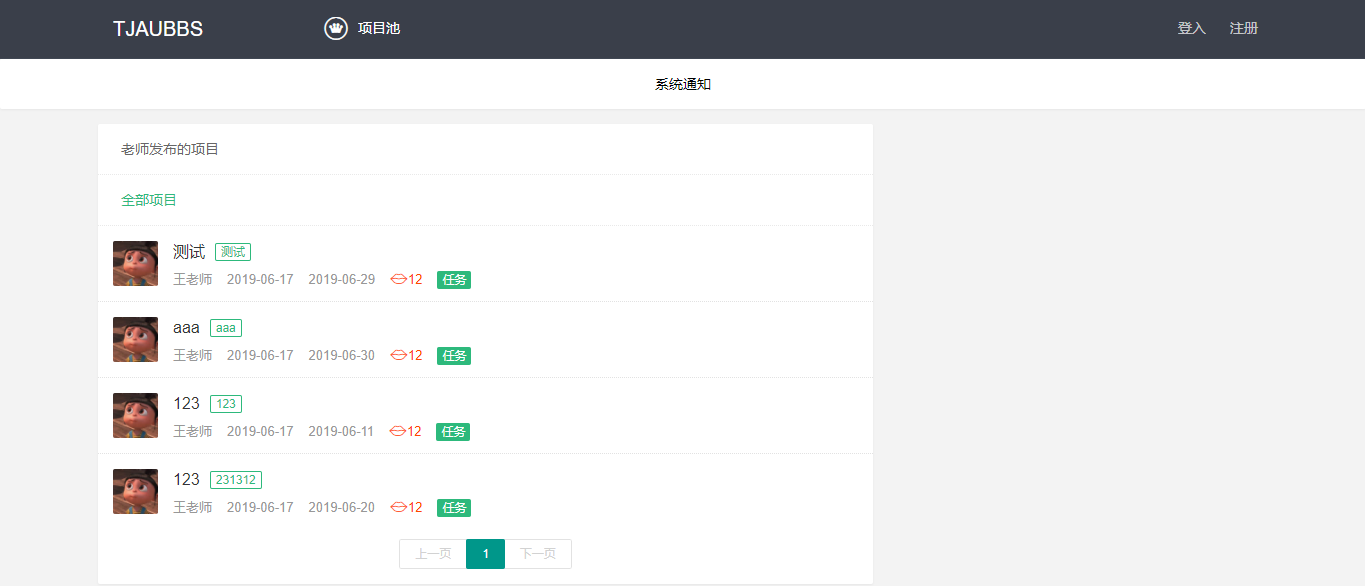 TJAUBBS 项目池 登入 注册
系统通知
老师发布的项目
全部项目
测试 测试
王老师 2019-06-17 2019-06-29 12 任务
aaa aaa
王老师 2019-06-17 2019-06-30 12 任务
123 123
王老师 2019-06-17 2019-06-11 12 任务
123 231312
王老师 2019-06-17 2019-06-20 12 任务
上一页 1 下一页